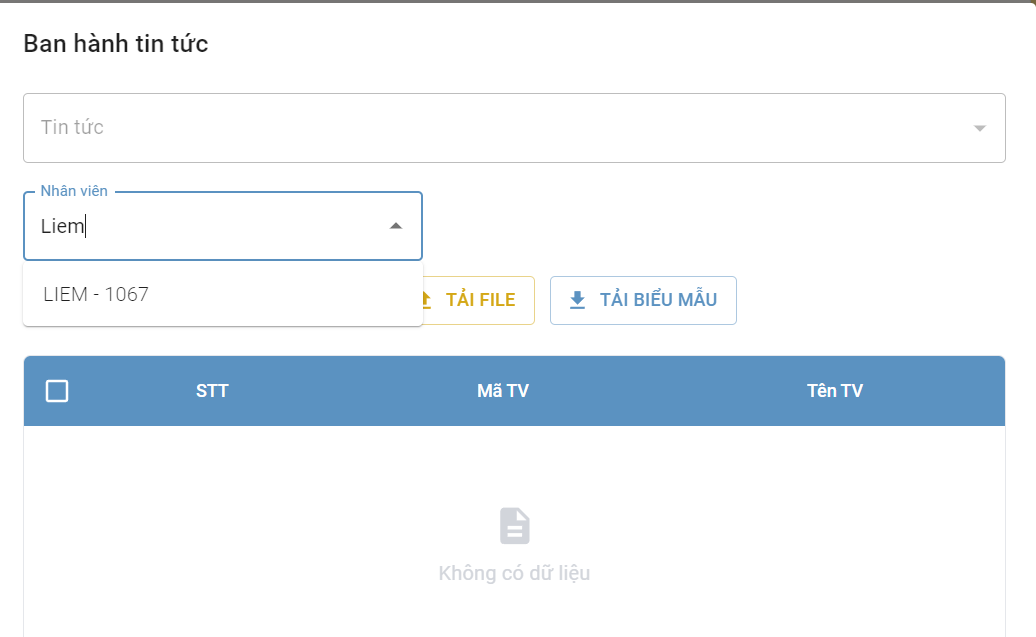 Ban hành tin tức
Tin tức
Nhân viên
Liem
LIEM - 1067
TẢI FILE
TẢI BIỂU MẪU
STT
Mã TV
Tên TV
Không có dữ liệu